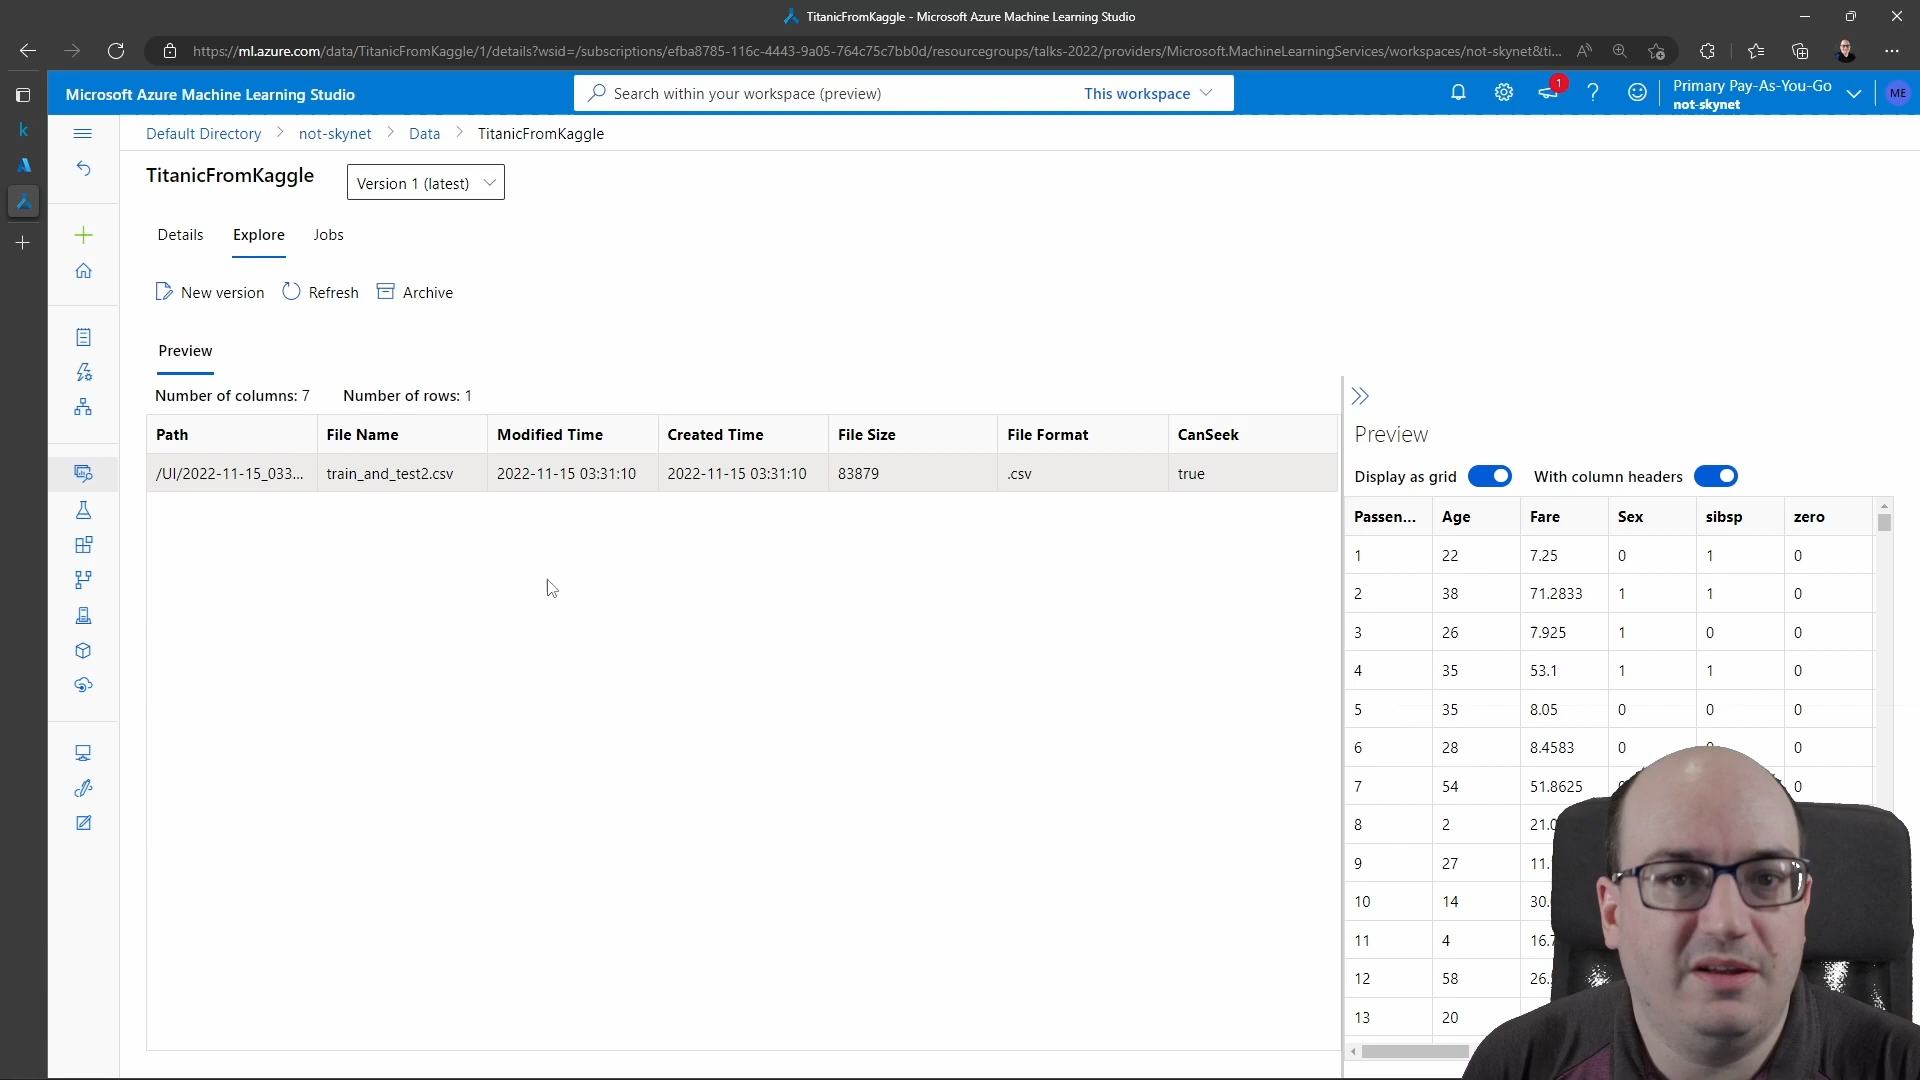 TitanicFromKaggle - Microsoft Azure Machine Learning Studio
https://ml.azure.com/data/TitanicFromKaggle/1/details?wsid=/subscriptions/efba8785-116c-4443-9a05-764c75c7bb0d/resourcegroups/talks-2022/providers/Microsoft.MachineLearningServices/workspaces/not-skynet&ti...
Microsoft Azure Machine Learning Studio
Search within your workspace (preview)
This workspace
1
Primary Pay-As-You-Go
not-skynet
ME
Default Directory > not-skynet > Data > TitanicFromKaggle
TitanicFromKaggle
Version 1 (latest)
Details Explore Jobs
New version Refresh Archive
Preview
Number of columns: 7 Number of rows: 1
Path File Name Modified Time Created Time File Size File Format CanSeek
/UI/2022-11-15_033... train_and_test2.csv 2022-11-15 03:31:10 2022-11-15 03:31:10 83879 .csv true
Preview
Display as grid With column headers
Passen... Age Fare Sex sibsp zero
1 22 7.25 0 1 0
2 38 71.2833 1 1 0
3 26 7.925 1 0 0
4 35 53.1 1 1 0
5 35 8.05 0 0 0
6 28 8.4583 0 0
7 54 51.8625 0
8 2
9 27 11.
10 14 30.
11 4 16.7
12 58 26.
13 20